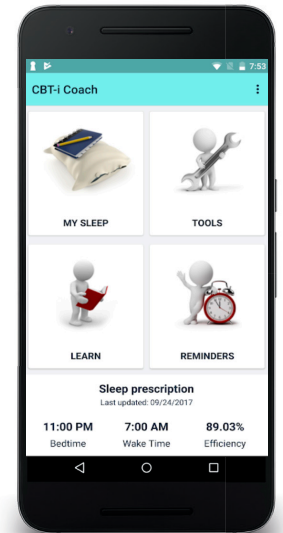 7:53
CBT-i Coach
MY SLEEP
TOOLS
LEARN
REMINDERS
Sleep prescription
Last updated: 09/24/2017
11:00 PM 7:00 AM 89.03%
Bedtime Wake Time Efficiency